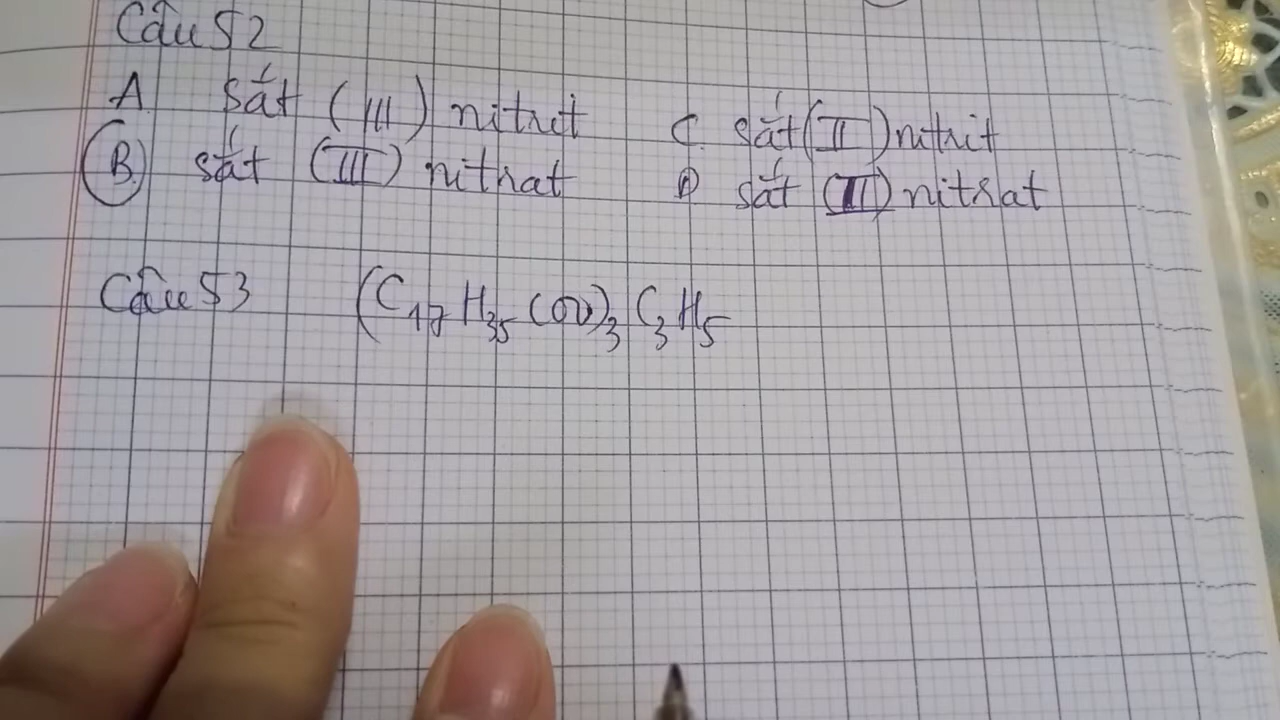 Câu 52
A. sắt (III) nitrit C. sắt (II) nitrit
B. sắt (III) nitrat D sắt (II) nitrat
Câu 53 (C17H35COO)3C3H5